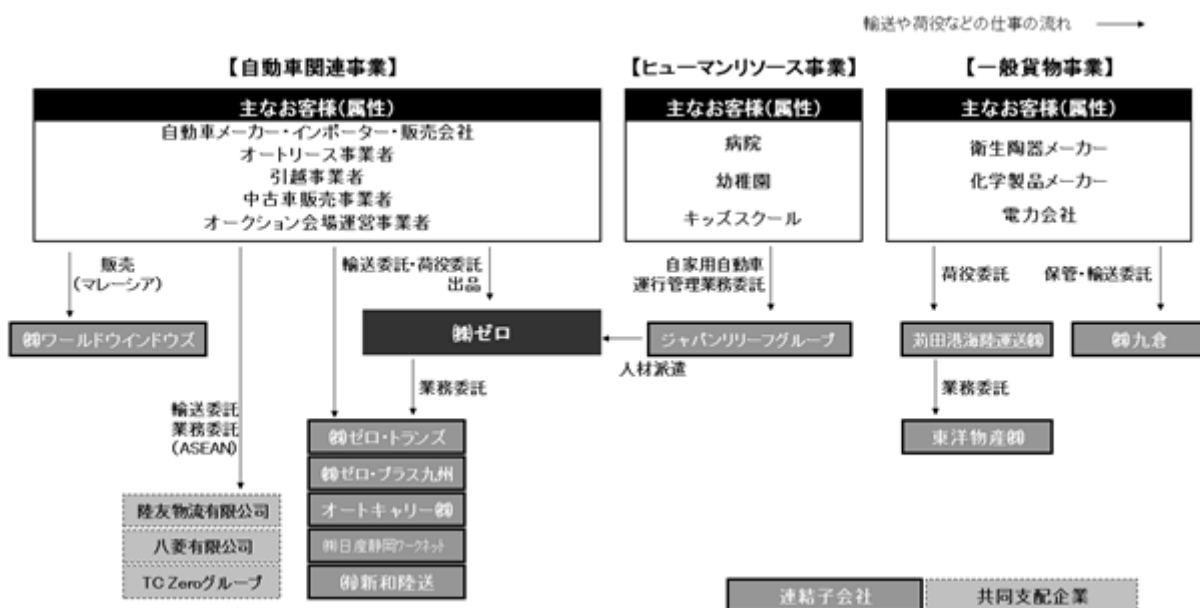 輸送や荷役などの仕事の流れ
【自動車関連事業】
主なお客様(属性)
自動車メーカー・インポーター・販売会社
オートリース事業者
引越事業者
中古車販売事業者
オークション会場運営事業者
【ヒューマンリソース事業】
主なお客様(属性)
病院
幼稚園
キッズスクール
【一般貨物事業】
主なお客様(属性)
衛生陶器メーカー
化学製品メーカー
電力会社
販売
(マレーシア)
輸送委託・荷役委託
出品
自家用自動車
運行管理業務委託
荷役委託
保管・輸送委託
㈱ワールドウインドウズ
㈱ゼロ
ジャパンリリーフグループ
苅田港海陸運送㈱
㈱九倉
人材派遣
業務委託
業務委託
輸送委託
業務委託
(ASEAN)
㈱ゼロ・トランズ
㈱ゼロ・プラス九州
オートキャリー㈱
㈱日産静岡ワークネット
㈱新和陸送
東洋物産㈱
陸友物流有限公司
八菱有限公司
TC Zeroグループ
連結子会社
共同支配企業